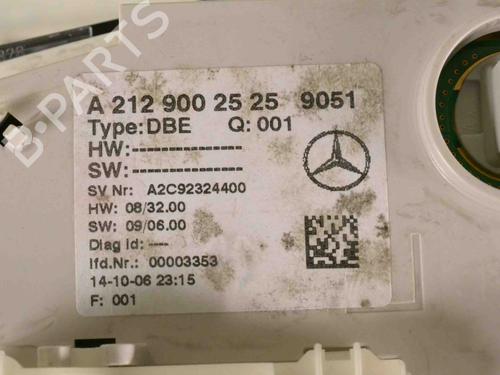 B-PARTS
A 212 900 25 25 9051
Type: DBE Q: 001
HW:--------------------
SW:--------------------
SV Nr: A2C92324400
HW: 08/32.00
SW: 09/06.00
Diag id: ----
lfd.Nr.: 00003353
14-10-06 23:15
F: 001